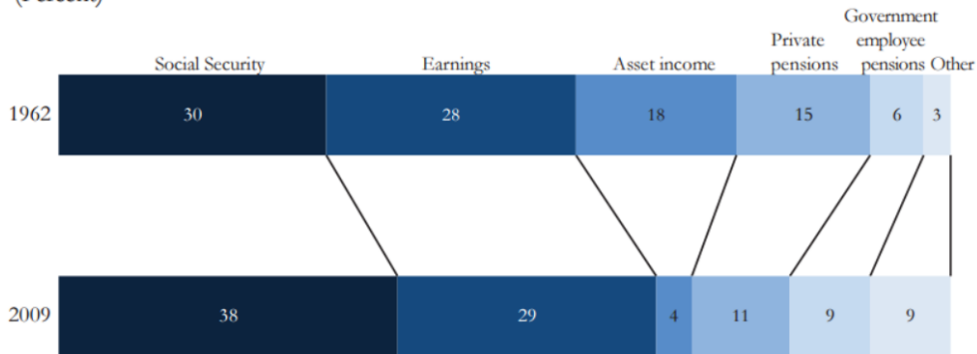 (Percent)
Government
Private employee
Social Security Earnings Asset income pensions pensions Other
1962 30 28 18 15 6 3
2009 38 29 4 11 9 9